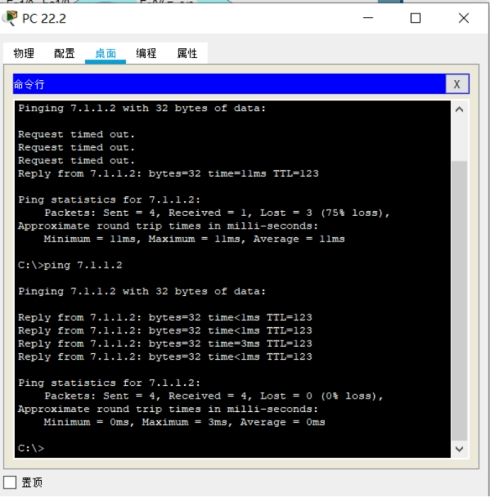 PC 22.2
物理 配置 桌面 编程 属性
命令行 X
Pinging 7.1.1.2 with 32 bytes of data:
Request timed out.
Request timed out.
Request timed out.
Reply from 7.1.1.2: bytes=32 time=11ms TTL=123
Ping statistics for 7.1.1.2:
Packets: Sent = 4, Received = 1, Lost = 3 (75% loss),
Approximate round trip times in milli-seconds:
Minimum = 11ms, Maximum = 11ms, Average = 11ms
C:\>ping 7.1.1.2
Pinging 7.1.1.2 with 32 bytes of data:
Reply from 7.1.1.2: bytes=32 time<1ms TTL=123
Reply from 7.1.1.2: bytes=32 time<1ms TTL=123
Reply from 7.1.1.2: bytes=32 time=3ms TTL=123
Reply from 7.1.1.2: bytes=32 time<1ms TTL=123
Ping statistics for 7.1.1.2:
Packets: Sent = 4, Received = 4, Lost = 0 (0% loss),
Approximate round trip times in milli-seconds:
Minimum = 0ms, Maximum = 3ms, Average = 0ms
C:\>
置顶